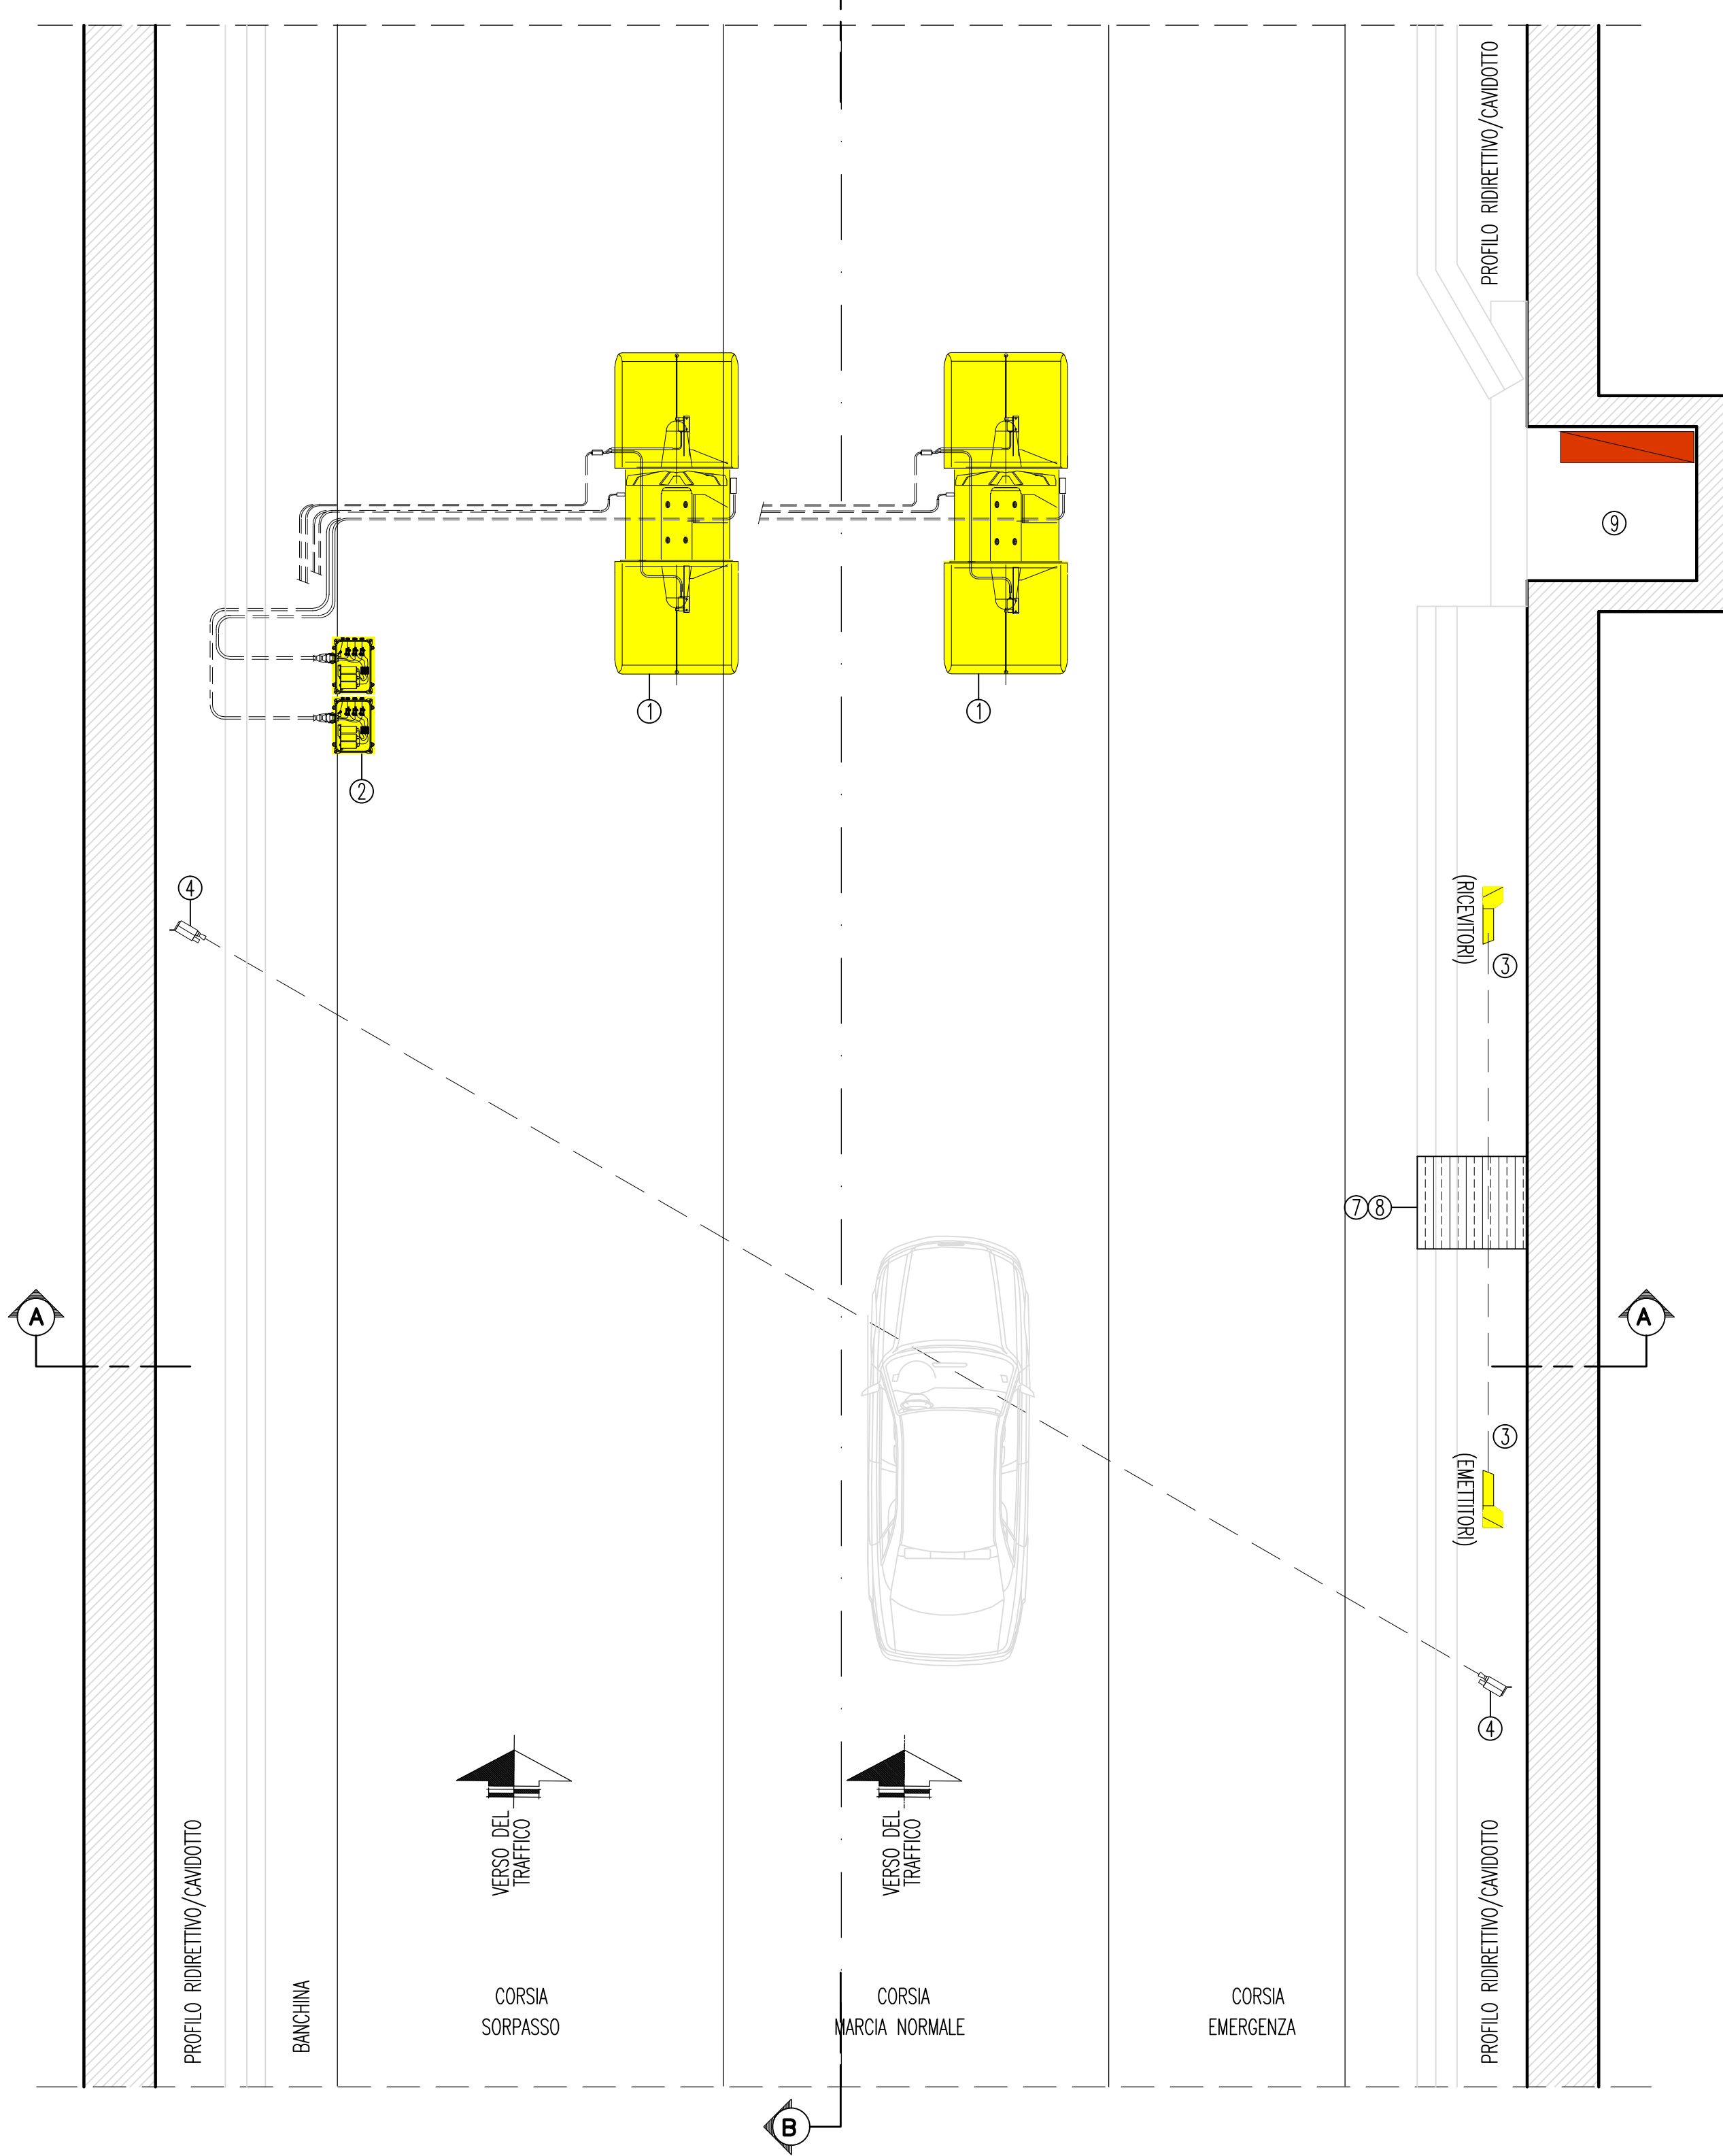 PROFILO RIDIRETTIVO/CAVIDOTTO
9
1
1
2
4
(RICEVITORI)
3
7 8
A
A
3
(EMETTITORI)
4
VERSO DEL
TRAFFICO
VERSO DEL
TRAFFICO
PROFILO RIDIRETTIVO/CAVIDOTTO
BANCHINA
CORSIA
SORPASSO
CORSIA
MARCIA NORMALE
CORSIA
EMERGENZA
PROFILO RIDIRETTIVO/CAVIDOTTO
B